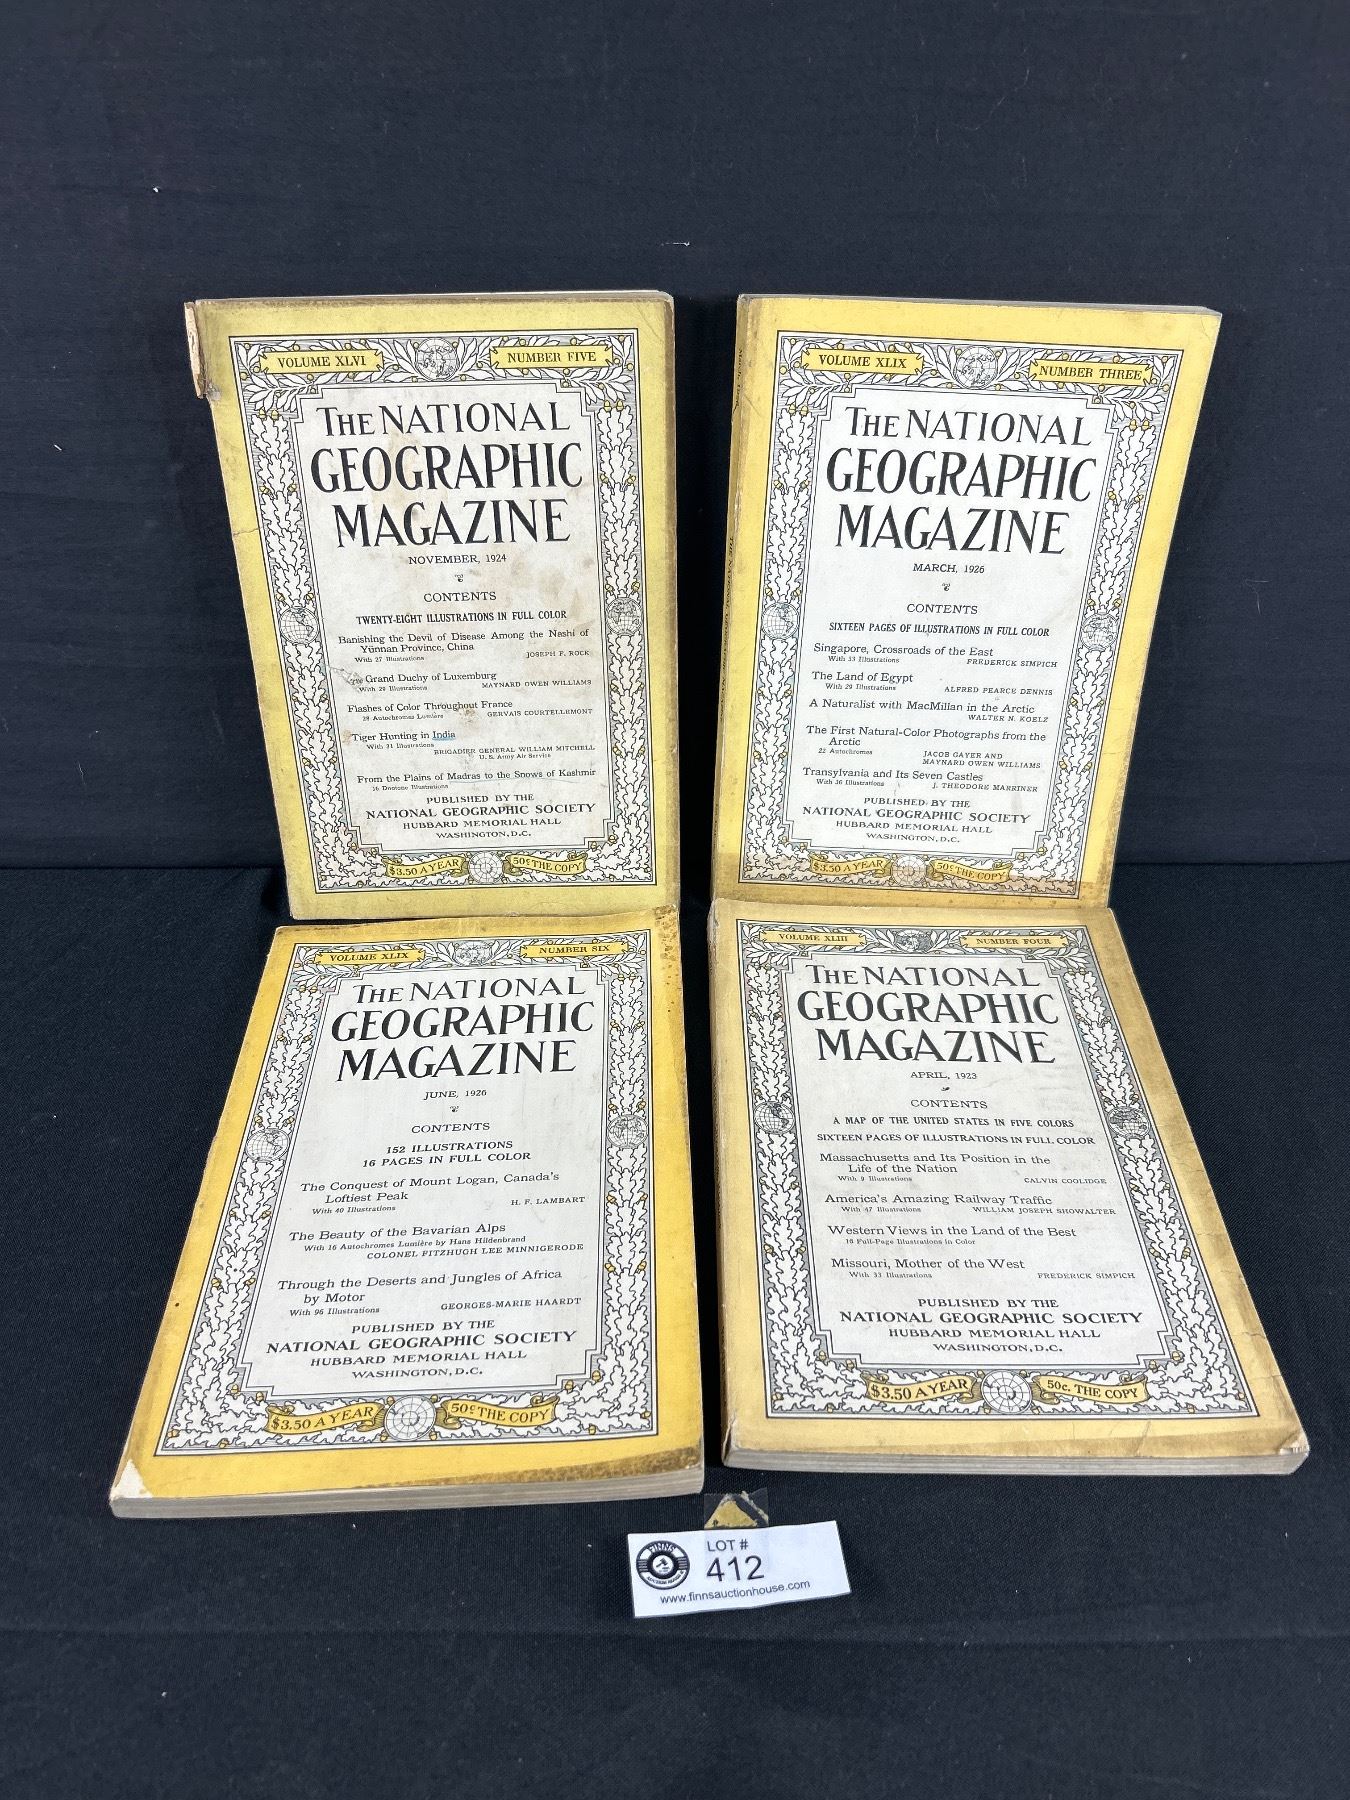 VOLUME XLVI
NUMBER FIVE
THE NATIONAL
GEOGRAPHIC
MAGAZINE
NOVEMBER, 1924
CONTENTS
TWENTY-EIGHT ILLUSTRATIONS IN FULL COLOR
Banishing the Devil of Disease Among the Nashi of
Yünnan Province, China
With 27 Illustrations
JOSEPH F. ROCK
The Grand Duchy of Luxemburg
With 29 Illustrations
MAYNARD OWEN WILLIAMS
Flashes of Color Throughout France
28 Autochromes Lumière
GERVAIS COURTELLEMONT
Tiger Hunting in India
With 31 Illustrations
BRIGADIER GENERAL WILLIAM MITCHELL
U. S. Army Air Service
From the Plains of Madras to the Snows of Kashmir
16 Duotone Illustrations
PUBLISHED BY THE
NATIONAL GEOGRAPHIC SOCIETY
HUBBARD MEMORIAL HALL
WASHINGTON, D.C.
$3.50 A YEAR
50¢ THE COPY
VOLUME XLIX
NUMBER THREE
THE NATIONAL
GEOGRAPHIC
MAGAZINE
MARCH, 1926
CONTENTS
SIXTEEN PAGES OF ILLUSTRATIONS IN FULL COLOR
Singapore, Crossroads of the East
With 33 Illustrations
FREDERICK SIMPICH
The Land of Egypt
With 29 Illustrations
ALFRED PEARCE DENNIS
A Naturalist with MacMillan in the Arctic
WALTER N. KOELZ
The First Natural-Color Photographs from the
Arctic
22 Autochromes
JACOB GAYER AND
MAYNARD OWEN WILLIAMS
Transylvania and Its Seven Castles
With 36 Illustrations
J. THEODORE MARRINER
PUBLISHED BY THE
NATIONAL GEOGRAPHIC SOCIETY
HUBBARD MEMORIAL HALL
WASHINGTON, D.C.
$3.50 A YEAR
50¢ THE COPY
VOLUME XLIX
NUMBER SIX
THE NATIONAL
GEOGRAPHIC
MAGAZINE
JUNE, 1926
CONTENTS
152 ILLUSTRATIONS
16 PAGES IN FULL COLOR
The Conquest of Mount Logan, Canada's
Loftiest Peak
With 40 Illustrations
H. F. LAMBART
The Beauty of the Bavarian Alps
With 16 Autochromes Lumière by Hans Hildenbrand
COLONEL FITZHUGH LEE MINNIGERODE
Through the Deserts and Jungles of Africa
by Motor
With 96 Illustrations
GEORGES-MARIE HAARDT
PUBLISHED BY THE
NATIONAL GEOGRAPHIC SOCIETY
HUBBARD MEMORIAL HALL
WASHINGTON, D.C.
$3.50 A YEAR
50¢ THE COPY
VOLUME XLIII
NUMBER FOUR
THE NATIONAL
GEOGRAPHIC
MAGAZINE
APRIL, 1923
CONTENTS
A MAP OF THE UNITED STATES IN FIVE COLORS
SIXTEEN PAGES OF ILLUSTRATIONS IN FULL COLOR
Massachusetts and Its Position in the
Life of the Nation
With 9 Illustrations
CALVIN COOLIDGE
America's Amazing Railway Traffic
With 47 Illustrations
WILLIAM JOSEPH SHOWALTER
Western Views in the Land of the Best
16 Full-Page Illustrations in Color
Missouri, Mother of the West
With 33 Illustrations
FREDERICK SIMPICH
PUBLISHED BY THE
NATIONAL GEOGRAPHIC SOCIETY
HUBBARD MEMORIAL HALL
WASHINGTON, D.C.
$3.50 A YEAR
50c. THE COPY
FINNS
LOT #
412
www.finnsauctionhouse.com